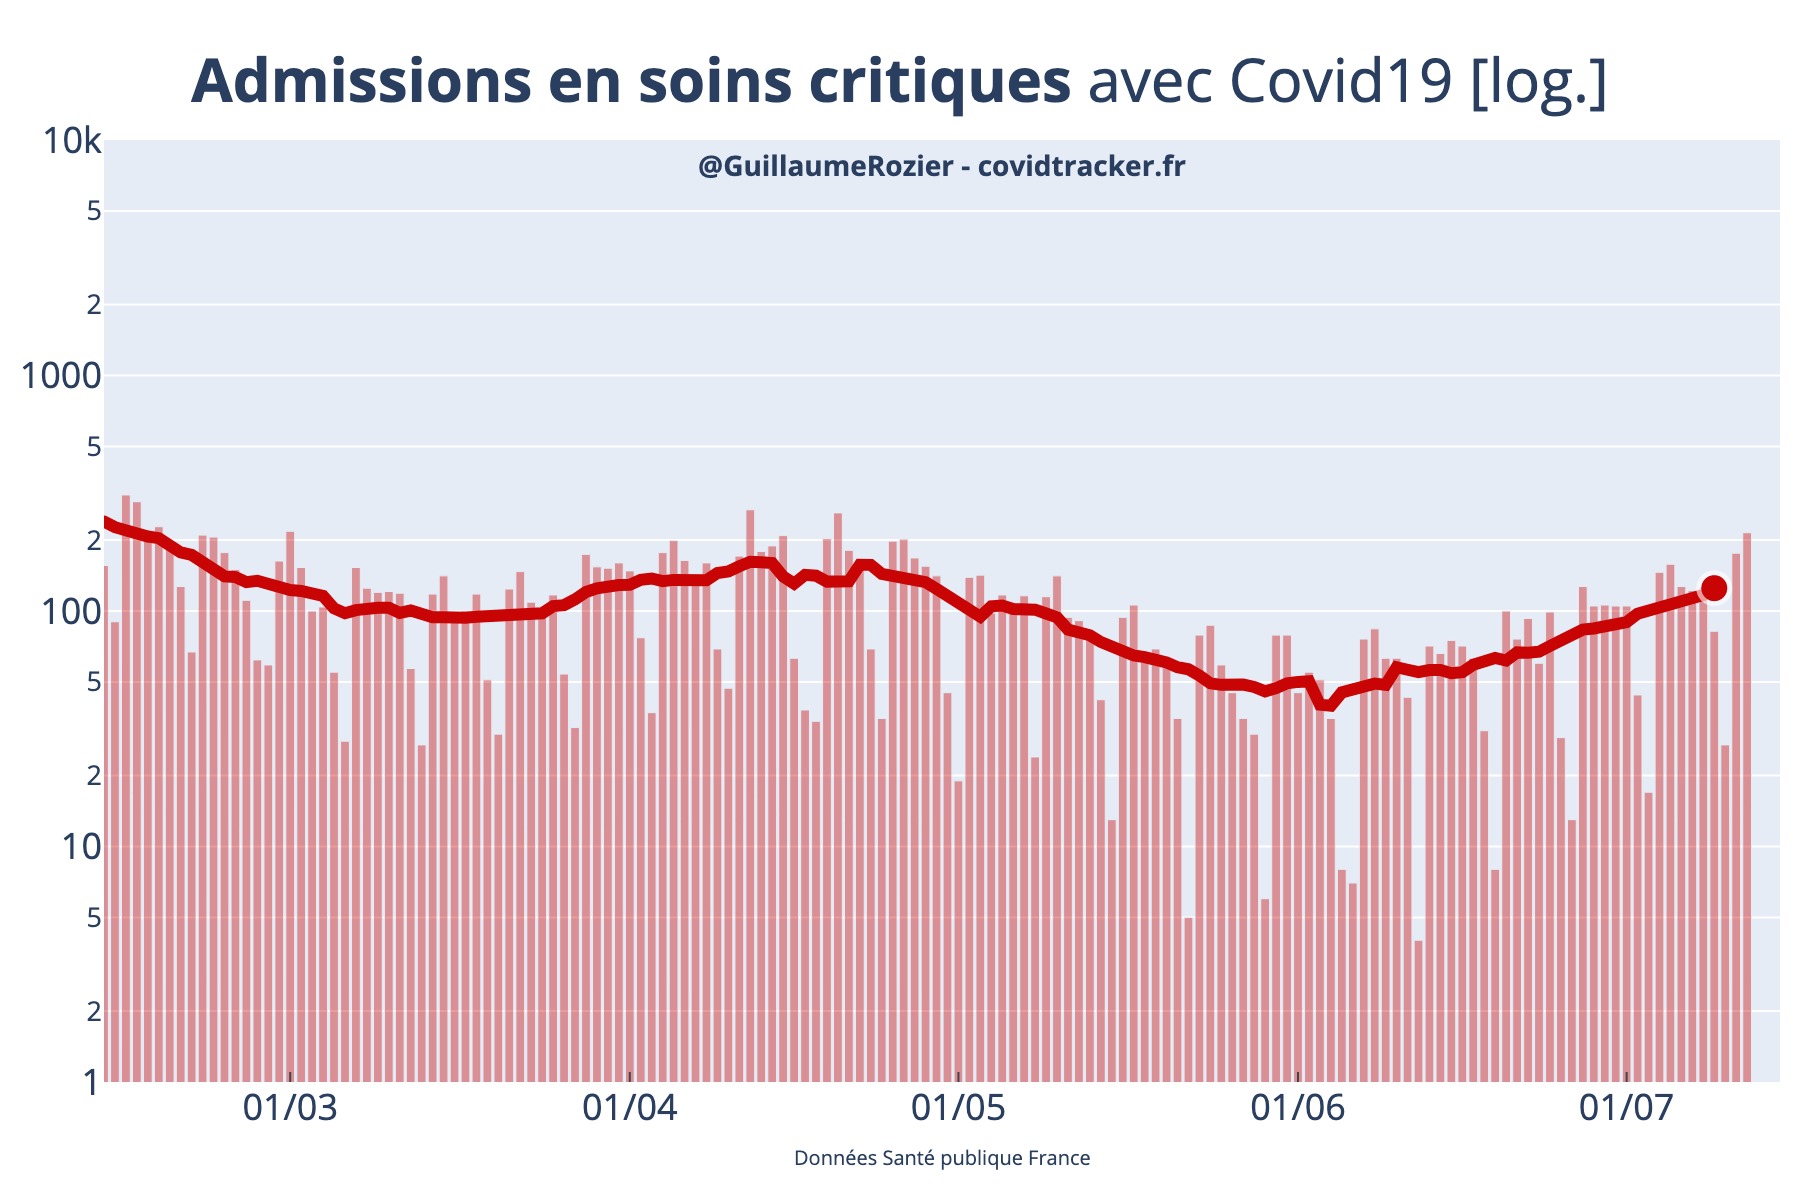 Admissions en soins critiques avec Covid19 [log.]
@GuillaumeRozier - covidtracker.fr
10k
5
2
1000
5
2
100
5
2
10
5
2
1
01/03 01/04 01/05 01/06 01/07
Données Santé publique France